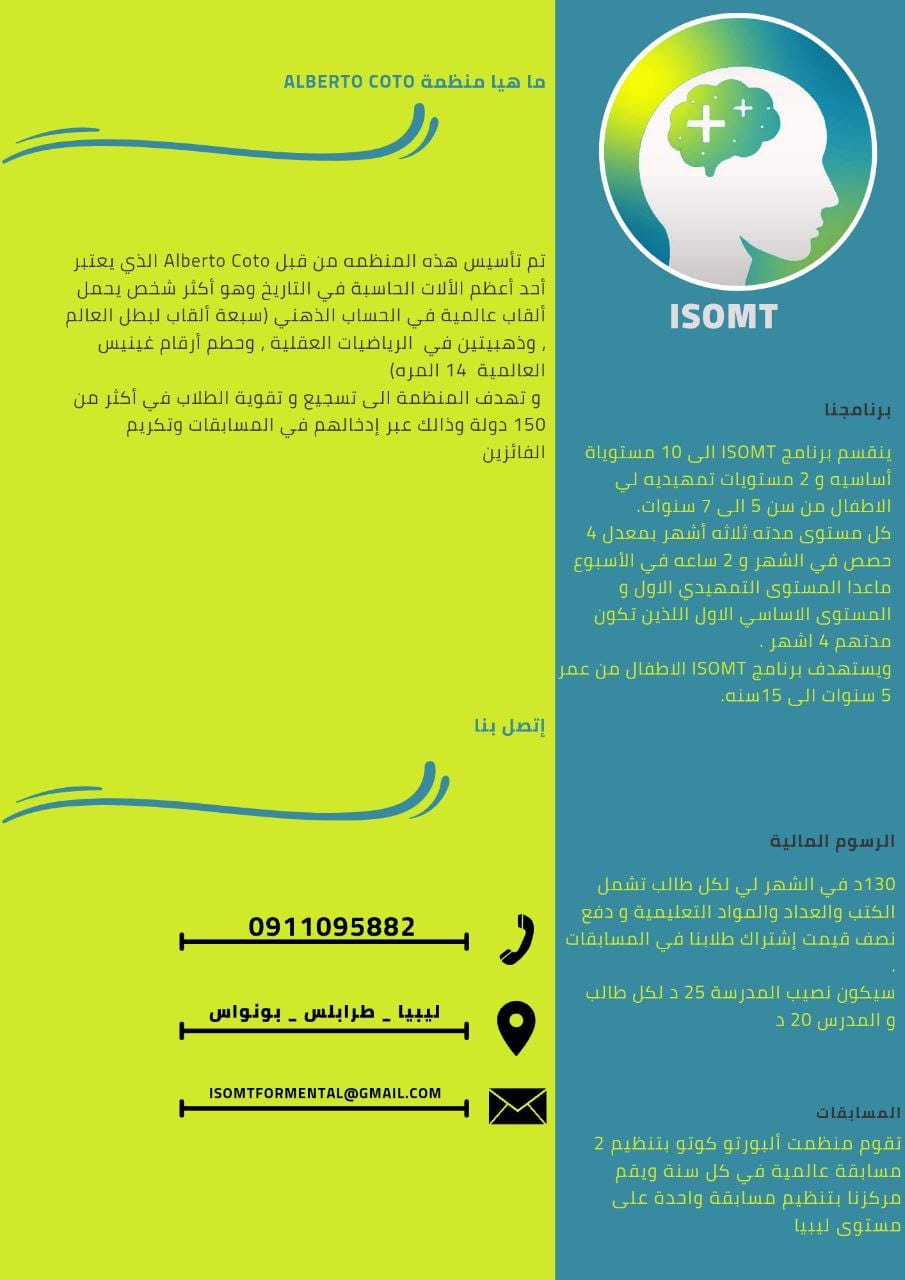 ISOMT
برنامجنا
ينقسم برنامج ISOMT الى 10 مستوياة
أساسيه و 2 مستويات تمهيديه لي
الاطفال من سن 5 الى 7 سنوات.
كل مستوى مدته ثلاثه أشهر بمعدل 4
حصص في الشهر و 2 ساعه في الأسبوع
ماعدا المستوى التمهيدي الاول و
المستوى الاساسي الاول اللذين تكون
مدتهم 4 اشهر .
ويستهدف برنامج ISOMT الاطفال من عمر
5 سنوات الى 15سنه.
الرسوم المالية
130د في الشهر لي لكل طالب تشمل
الكتب والعداد والمواد التعليمية و دفع
نصف قيمت إشتراك طلابنا في المسابقات
.
سيكون نصيب المدرسة 25 د لكل طالب
و المدرس 20 د
المسابقات
تقوم منظمت ألبورتو كوتو بتنظيم 2
مسابقة عالمية في كل سنة ويقم
مركزنا بتنظيم مسابقة واحدة على
مستوى ليبيا
ما هيا منظمة ALBERTO COTO
تم تأسيس هذه المنظمه من قبل Alberto Coto الذي يعتبر
أحد أعظم الألات الحاسبة في التاريخ وهو أكثر شخص يحمل
ألقاب عالمية في الحساب الذهني (سبعة ألقاب لبطل العالم
, وذهبيتين في الرياضيات العقلية , وحطم أرقام غينيس
العالمية 14 المره)
و تهدف المنظمة الى تسجيع و تقوية الطلاب في أكثر من
150 دولة وذالك عبر إدخالهم في المسابقات وتكريم
الفائزين
إتصل بنا
0911095882
ليبيا _ طرابلس _ بونواس
ISOMTFORMENTAL@GMAIL.COM